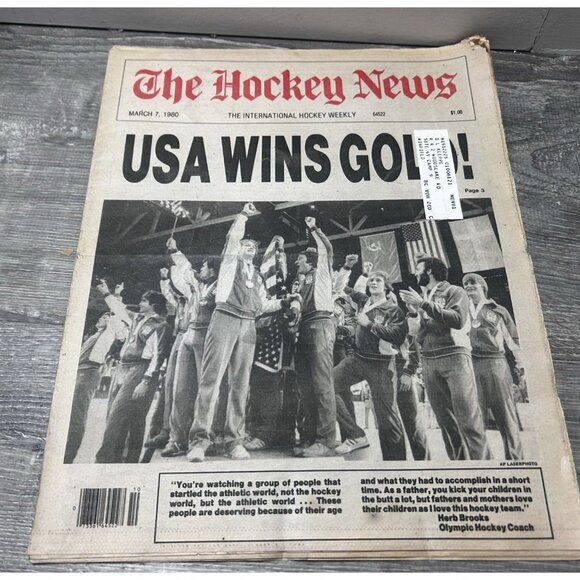 The Hockey News
MARCH 7, 1980 THE INTERNATIONAL HOCKEY WEEKLY 64522 $1.00
USA WINS GOLD!
Page 3
AP LASERPHOTO
"You're watching a group of people that
startled the athletic world, not the hockey
world, but the athletic world . . . These
people are deserving because of their age
and what they had to accomplish in a short
time. As a father, you kick your children in
the butt a lot, but fathers and mothers love
their children as I love this hockey team."
Herb Brooks
Olympic Hockey Coach
10
0